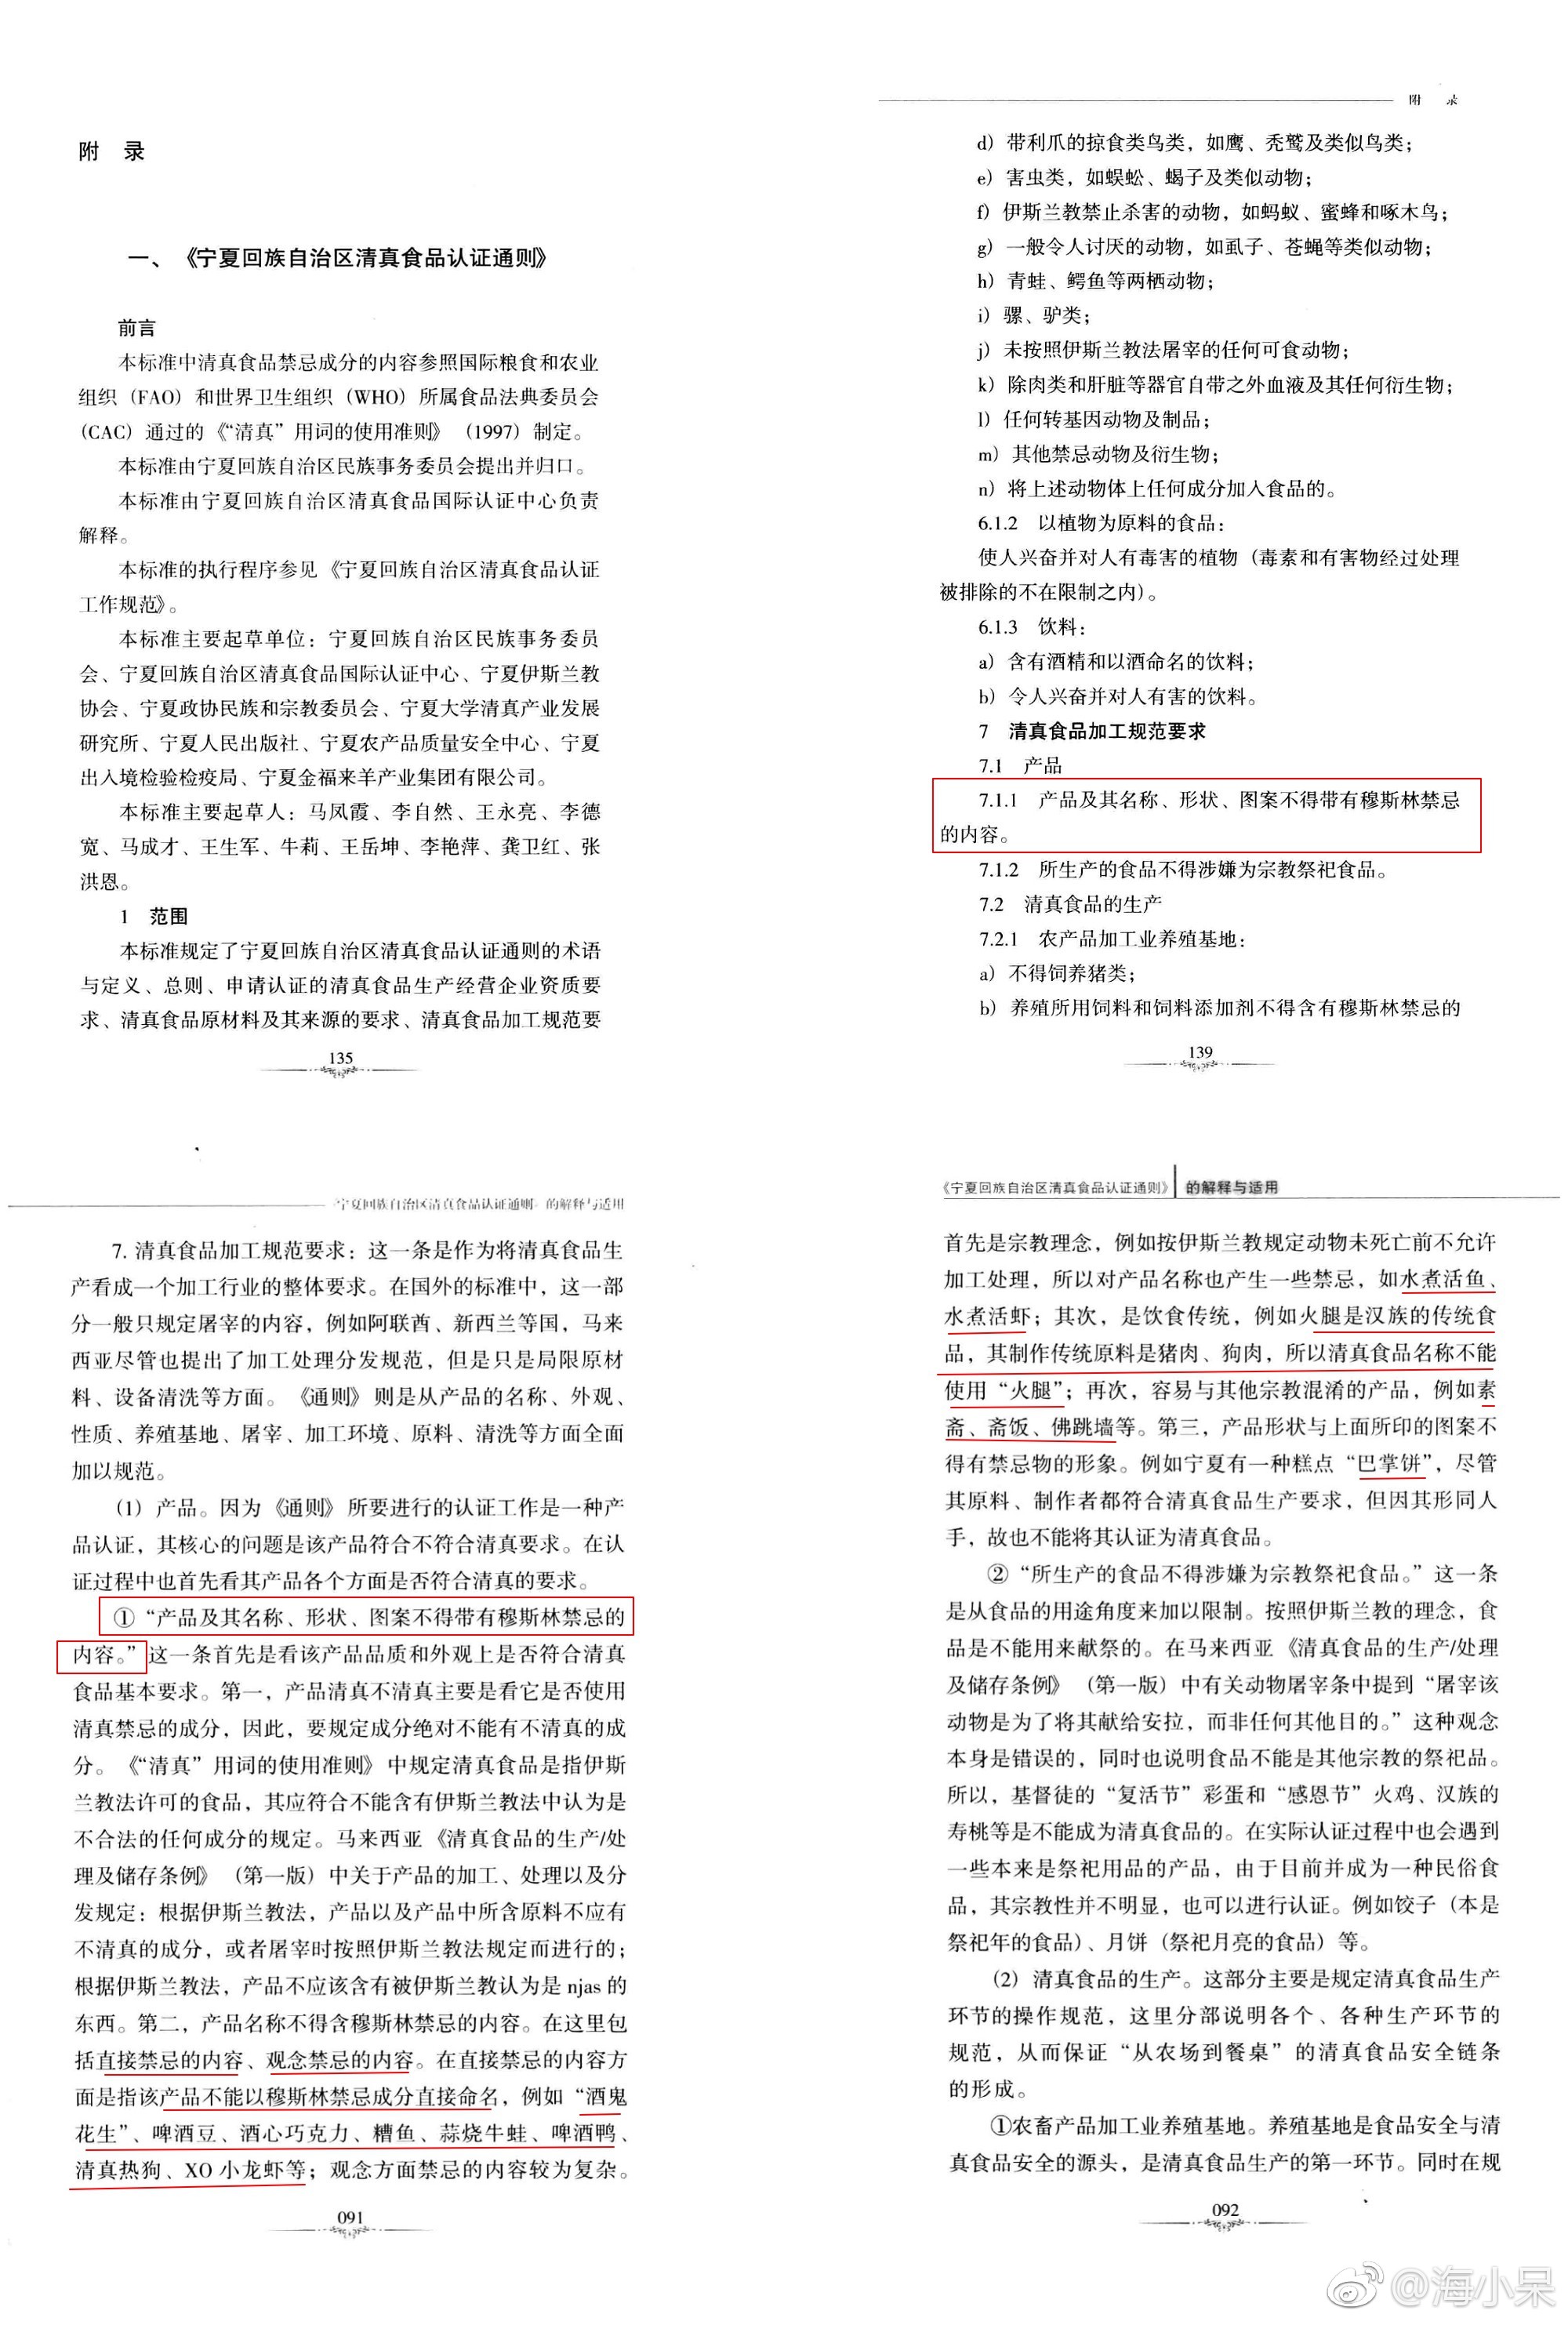 附 录
一、《宁夏回族自治区清真食品认证通则》
前言
本标准中清真食品禁忌成分的内容参照国际粮食和农业
组织（FAO）和世界卫生组织（WHO）所属食品法典委员会
（CAC）通过的《“清真”用词的使用准则》（1997）制定。
本标准由宁夏回族自治区民族事务委员会提出并归口。
本标准由宁夏回族自治区清真食品国际认证中心负责
解释。
本标准的执行程序参见《宁夏回族自治区清真食品认证
工作规范》。
本标准主要起草单位：宁夏回族自治区民族事务委员
会、宁夏回族自治区清真食品国际认证中心、宁夏伊斯兰教
协会、宁夏政协民族和宗教委员会、宁夏大学清真产业发展
研究所、宁夏人民出版社、宁夏农产品质量安全中心、宁夏
出入境检验检疫局、宁夏金福来羊产业集团有限公司。
本标准主要起草人：马凤霞、李自然、王永亮、李德
宽、马成才、王生军、牛莉、王岳坤、李艳萍、龚卫红、张
洪恩。
1 范围
本标准规定了宁夏回族自治区清真食品认证通则的术语
与定义、总则、申请认证的清真食品生产经营企业资质要
求、清真食品原材料及其来源的要求、清真食品加工规范要
135
附 录
d）带利爪的掠食类鸟类，如鹰、秃鹫及类似鸟类；
e）害虫类，如蜈蚣、蝎子及类似动物；
f）伊斯兰教禁止杀害的动物，如蚂蚁、蜜蜂和啄木鸟；
g）一般令人讨厌的动物，如虱子、苍蝇等类似动物；
h）青蛙、鳄鱼等两栖动物；
i）骡、驴类；
j）未按照伊斯兰教法屠宰的任何可食动物；
k）除肉类和肝脏等器官自带之外血液及其任何衍生物；
l）任何转基因动物及制品；
m）其他禁忌动物及衍生物；
n）将上述动物体上任何成分加入食品的。
6.1.2 以植物为原料的食品：
使人兴奋并对人有毒害的植物（毒素和有害物经过处理
被排除的不在限制之内）。
6.1.3 饮料：
a）含有酒精和以酒命名的饮料；
b）令人兴奋并对人有害的饮料。
7 清真食品加工规范要求
7.1 产品
7.1.1 产品及其名称、形状、图案不得带有穆斯林禁忌
的内容。
7.1.2 所生产的食品不得涉嫌为宗教祭祀食品。
7.2 清真食品的生产
7.2.1 农产品加工业养殖基地：
a）不得饲养猪类；
b）养殖所用饲料和饲料添加剂不得含有穆斯林禁忌的
139
《宁夏回族自治区清真食品认证通则》的解释与适用
7. 清真食品加工规范要求：这一条是作为将清真食品生
产看成一个加工行业的整体要求。在国外的标准中，这一部
分一般只规定屠宰的内容，例如阿联酋、新西兰等国，马来
西亚尽管也提出了加工处理分发规范，但是只是局限原材
料、设备清洗等方面。《通则》则是从产品的名称、外观、
性质、养殖基地、屠宰、加工环境、原料、清洗等方面全面
加以规范。
（1）产品。因为《通则》所要进行的认证工作是一种产
品认证，其核心的问题是该产品符合不符合清真要求。在认
证过程中也首先看其产品各个方面是否符合清真的要求。
①“产品及其名称、形状、图案不得带有穆斯林禁忌的
内容。”这一条首先是看该产品品质和外观上是否符合清真
食品基本要求。第一，产品清真不清真主要是看它是否使用
清真禁忌的成分，因此，要规定成分绝对不能有不清真的成
分。《“清真”用词的使用准则》中规定清真食品是指伊斯
兰教法许可的食品，其应符合不能含有伊斯兰教法中认为是
不合法的任何成分的规定。马来西亚《清真食品的生产/处
理及储存条例》（第一版）中关于产品的加工、处理以及分
发规定：根据伊斯兰教法，产品以及产品中所含原料不应有
不清真的成分，或者屠宰时按照伊斯兰教法规定而进行的；
根据伊斯兰教法，产品不应该含有被伊斯兰教认为是 njas 的
东西。第二，产品名称不得含穆斯林禁忌的内容。在这里包
括直接禁忌的内容、观念禁忌的内容。在直接禁忌的内容方
面是指该产品不能以穆斯林禁忌成分直接命名，例如“酒鬼
花生”、啤酒豆、酒心巧克力、糟鱼、蒜烧牛蛙、啤酒鸭、
清真热狗、XO 小龙虾等；观念方面禁忌的内容较为复杂。
091
《宁夏回族自治区清真食品认证通则》 的解释与适用
首先是宗教理念，例如按伊斯兰教规定动物未死亡前不允许
加工处理，所以对产品名称也产生一些禁忌，如水煮活鱼、
水煮活虾；其次，是饮食传统，例如火腿是汉族的传统食
品，其制作传统原料是猪肉、狗肉，所以清真食品名称不能
使用“火腿”；再次，容易与其他宗教混淆的产品，例如素
斋、斋饭、佛跳墙等。第三，产品形状与上面所印的图案不
得有禁忌物的形象。例如宁夏有一种糕点“巴掌饼”，尽管
其原料、制作者都符合清真食品生产要求，但因其形同人
手，故也不能将其认证为清真食品。
②“所生产的食品不得涉嫌为宗教祭祀食品。”这一条
是从食品的用途角度来加以限制。按照伊斯兰教的理念，食
品是不能用来献祭的。在马来西亚《清真食品的生产/处理
及储存条例》（第一版）中有关动物屠宰条中提到“屠宰该
动物是为了将其献给安拉，而非任何其他目的。”这种观念
本身是错误的，同时也说明食品不能是其他宗教的祭祀品。
所以，基督徒的“复活节”彩蛋和“感恩节”火鸡、汉族的
寿桃等是不能成为清真食品的。在实际认证过程中也会遇到
一些本来是祭祀用品的产品，由于目前并成为一种民俗食
品，其宗教性并不明显，也可以进行认证。例如饺子（本是
祭祀年的食品）、月饼（祭祀月亮的食品）等。
（2）清真食品的生产。这部分主要是规定清真食品生产
环节的操作规范，这里分部说明各个、各种生产环节的
规范，从而保证“从农场到餐桌”的清真食品安全链条
的形成。
①农畜产品加工业养殖基地。养殖基地是食品安全与清
真食品安全的源头，是清真食品生产的第一环节。同时在规
092
@海小呆